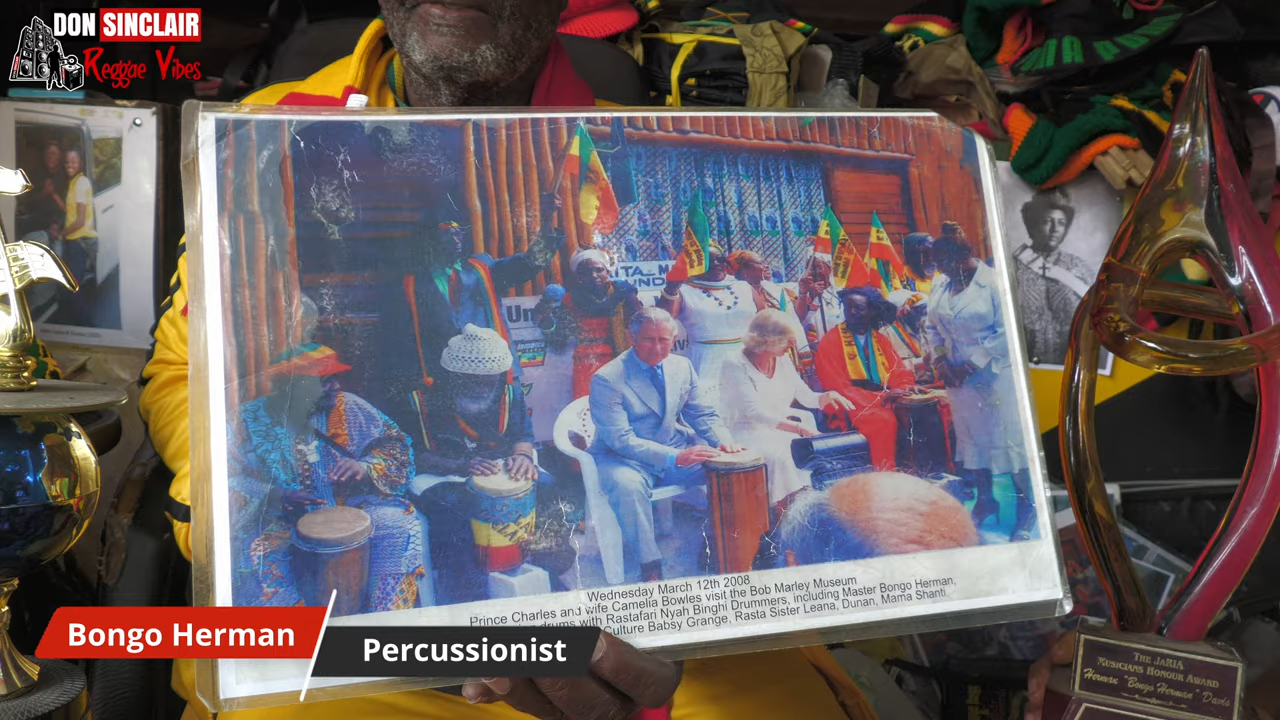 DON SINCLAIR
Reggae Vibes
Wednesday March 12th 2008
Prince Charles and wife Camelia Bowles visit the Bob Marley Museum
drums with Rastafari Nyah Binghi Drummers, including Master Bongo Herman,
Culture Babsy Grange, Rasta Sister Leana, Dunan, Mama Shanti
Bongo Herman
Percussionist
THE JaRIA
MUSICIANS HONOUR AWARD
Herman "Bongo Herman" Davis